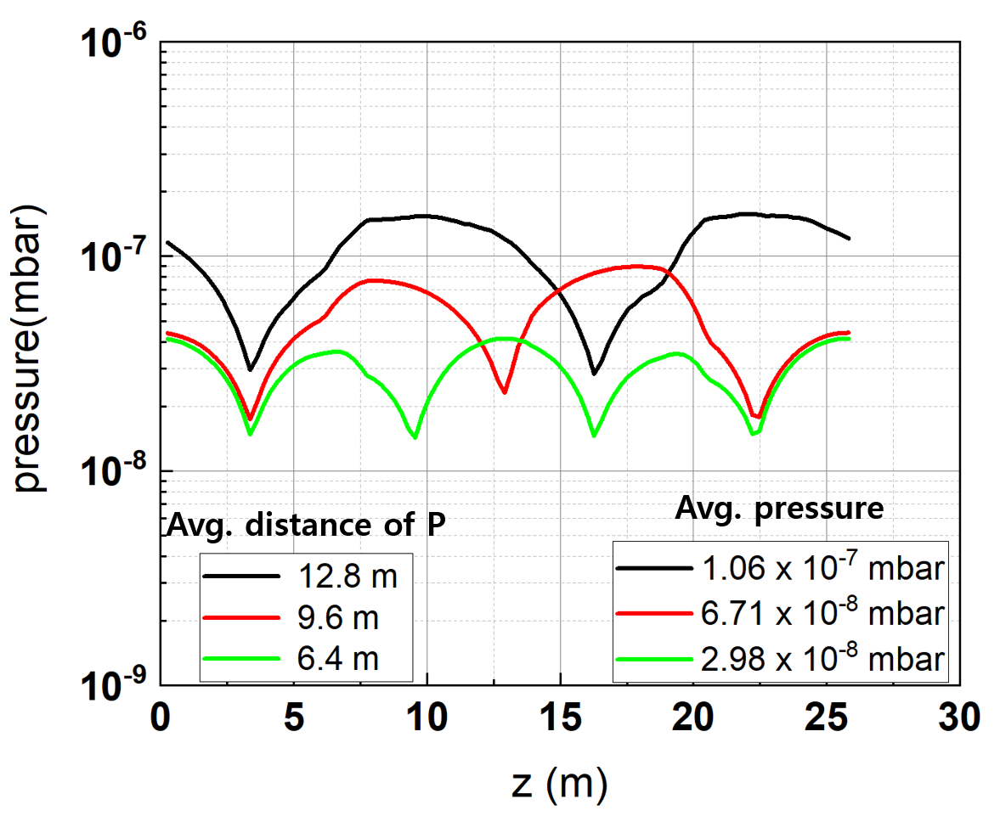 10⁻⁶
10⁻⁷
10⁻⁸
10⁻⁹
pressure(mbar)
Avg. distance of P
12.8 m
9.6 m
6.4 m
Avg. pressure
1.06 x 10⁻⁷ mbar
6.71 x 10⁻⁸ mbar
2.98 x 10⁻⁸ mbar
0 5 10 15 20 25 30
z (m)